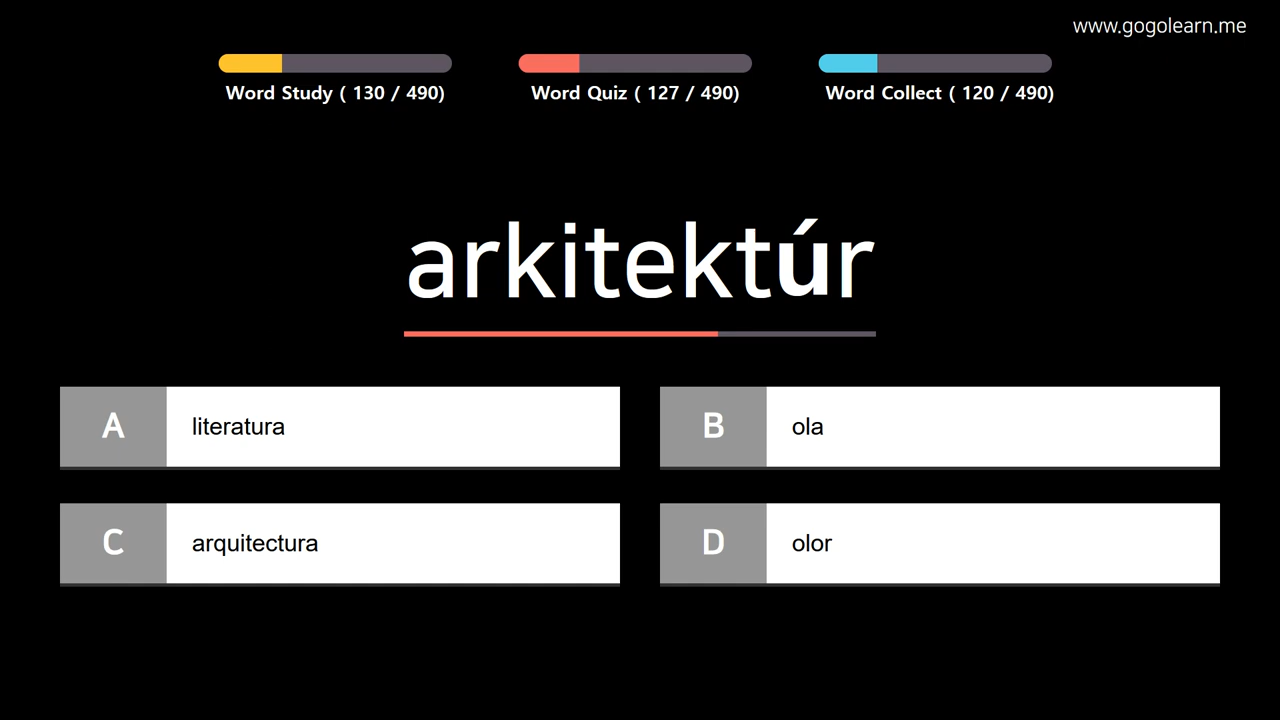 www.gogolearn.me
Word Study ( 130 / 490)
Word Quiz ( 127 / 490)
Word Collect ( 120 / 490)
arkitektúr
A literatura
B ola
C arquitectura
D olor